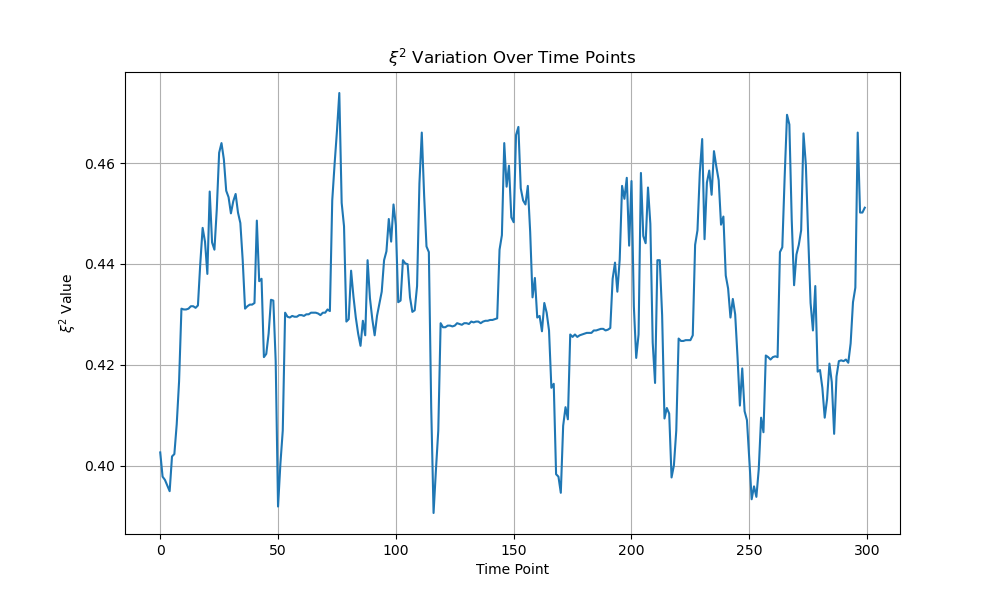 ξ² Variation Over Time Points
ξ² Value
0.46
0.44
0.42
0.40
0 50 100 150 200 250 300
Time Point